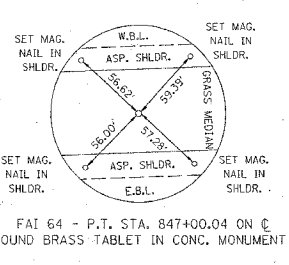 SET MAG.
NAIL IN
SHLDR.
W.B.L.
SET MAG.
NAIL IN
SHLDR.
ASP. SHLDR.
56.62'
59.39'
GRASS MEDIAN
56.00'
57.28'
SET MAG.
NAIL IN
SHLDR.
ASP. SHLDR.
SET MAG.
NAIL IN
SHLDR.
E.B.L.
FAI 64 - P.T. STA. 847+00.04 ON ℄
OUND BRASS TABLET IN CONC. MONUMENT